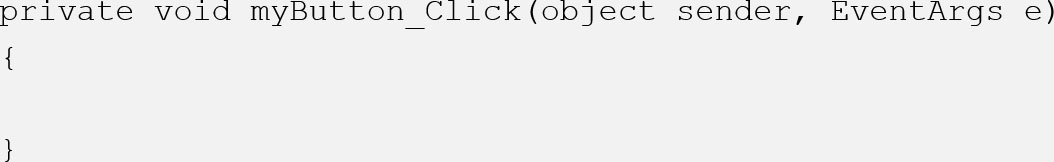 private void myButton_Click(object sender, EventArgs e)
{
}